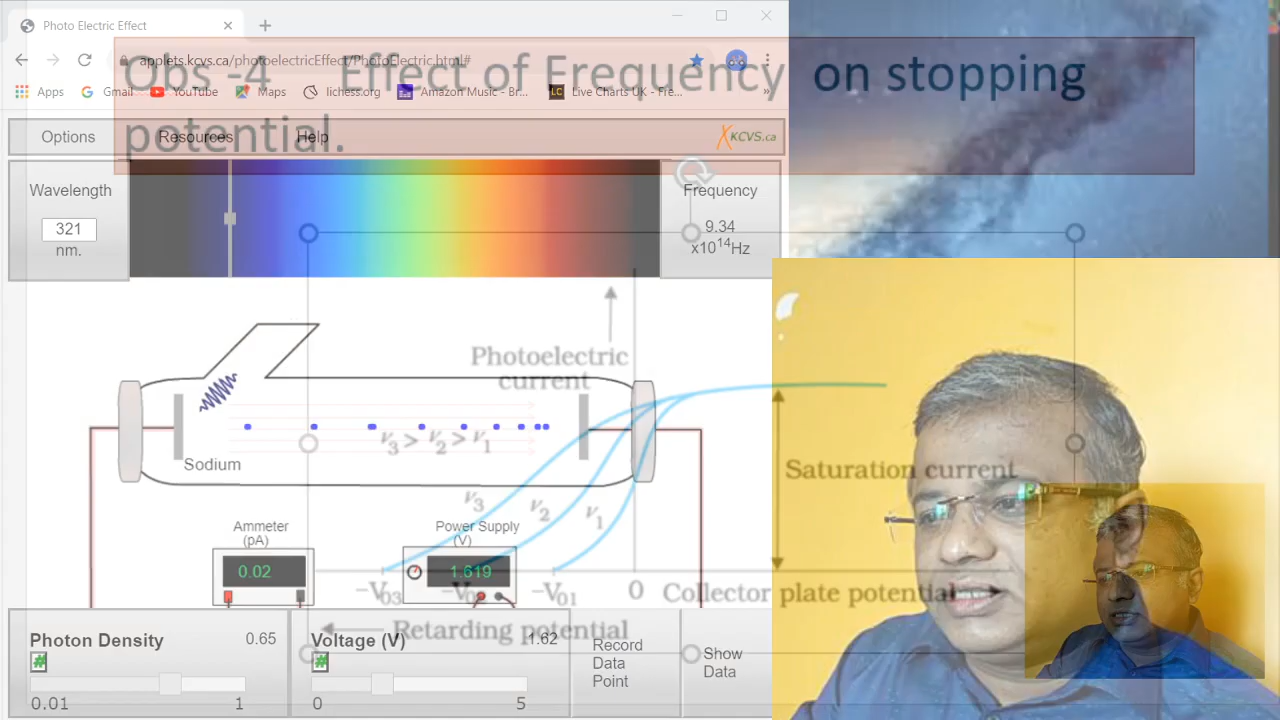 Photo Electric Effect
applets.kcvs.ca/photoelectricEffect/PhotoElectric.html#
Obs -4 Effect of Frequency on stopping
potential.
Apps Gmail YouTube Maps lichess.org Amazon Music - Br... Live Charts UK - Fre... »
Options Resources Help KCVS.ca
Wavelength
321
nm.
Frequency
9.34
x10¹⁴Hz
Photoelectric
current
ν₃ > ν₂ > ν₁
Sodium
Saturation current
ν₃ ν₂ ν₁
Ammeter
(pA)
0.02
Power Supply
(V)
1.619
−V₀₃ −V₀₂ −V₀₁ 0 Collector plate potential
Retarding potential
Photon Density 0.65
0.01 1
Voltage (V) 1.62
0 5
Record
Data
Point
Show
Data